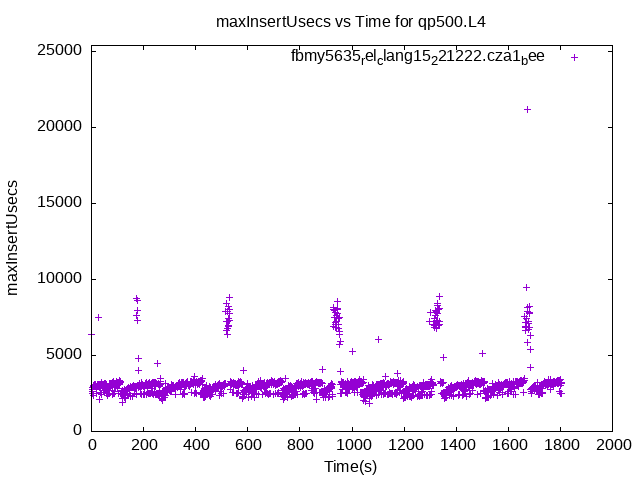 maxInsertUsecs vs Time for qp500.L4
fbmy5635relclang15221222.cza1bee
25000
20000
15000
10000
5000
0
maxInsertUsecs
0 200 400 600 800 1000 1200 1400 1600 1800 2000
Time(s)